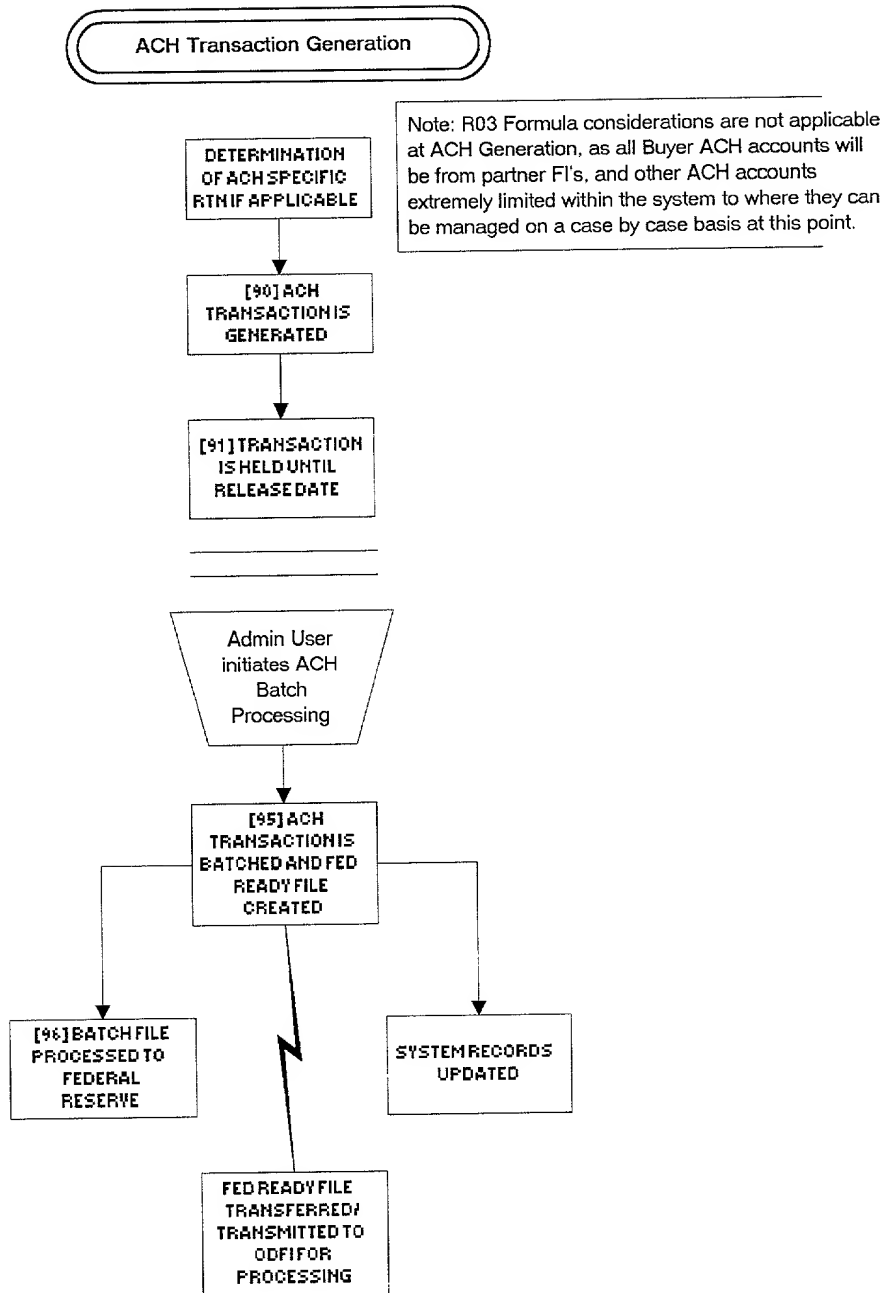 ACH Transaction Generation
Note: R03 Formula considerations are not applicable
at ACH Generation, as all Buyer ACH accounts will
be from partner FI's, and other ACH accounts
extremely limited within the system to where they can
be managed on a case by case basis at this point.
DETERMINATION
OF ACH SPECIFIC
RTN IF APPLICABLE
[90] ACH
TRANSACTION IS
GENERATED
[91] TRANSACTION
IS HELD UNTIL
RELEASE DATE
Admin User
initiates ACH
Batch
Processing
[95] ACH
TRANSACTION IS
BATCHED AND FED
READY FILE
CREATED
[96] BATCH FILE
PROCESSED TO
FEDERAL
RESERVE
SYSTEM RECORDS
UPDATED
FED READY FILE
TRANSFERRED/
TRANSMITTED TO
ODFI FOR
PROCESSING